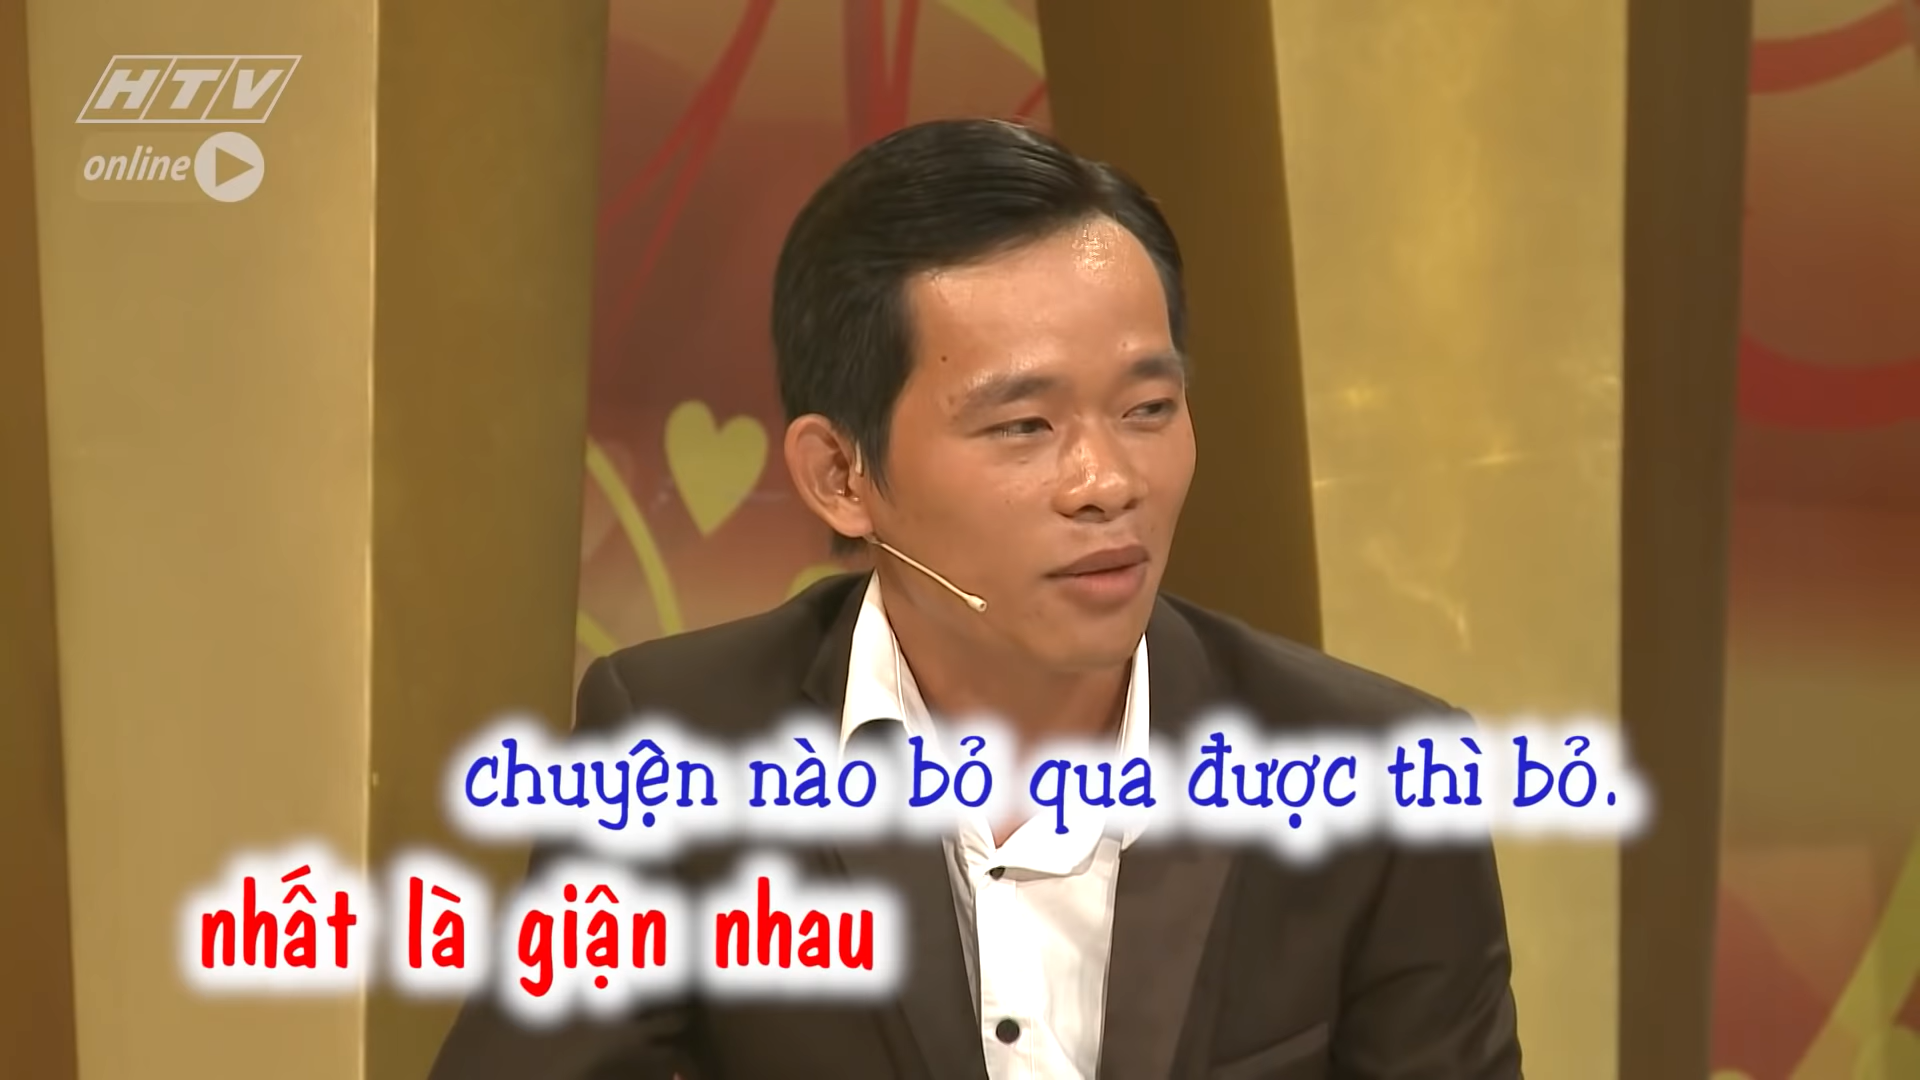 HTV
online
chuyện nào bỏ qua được thì bỏ.
nhất là giận nhau